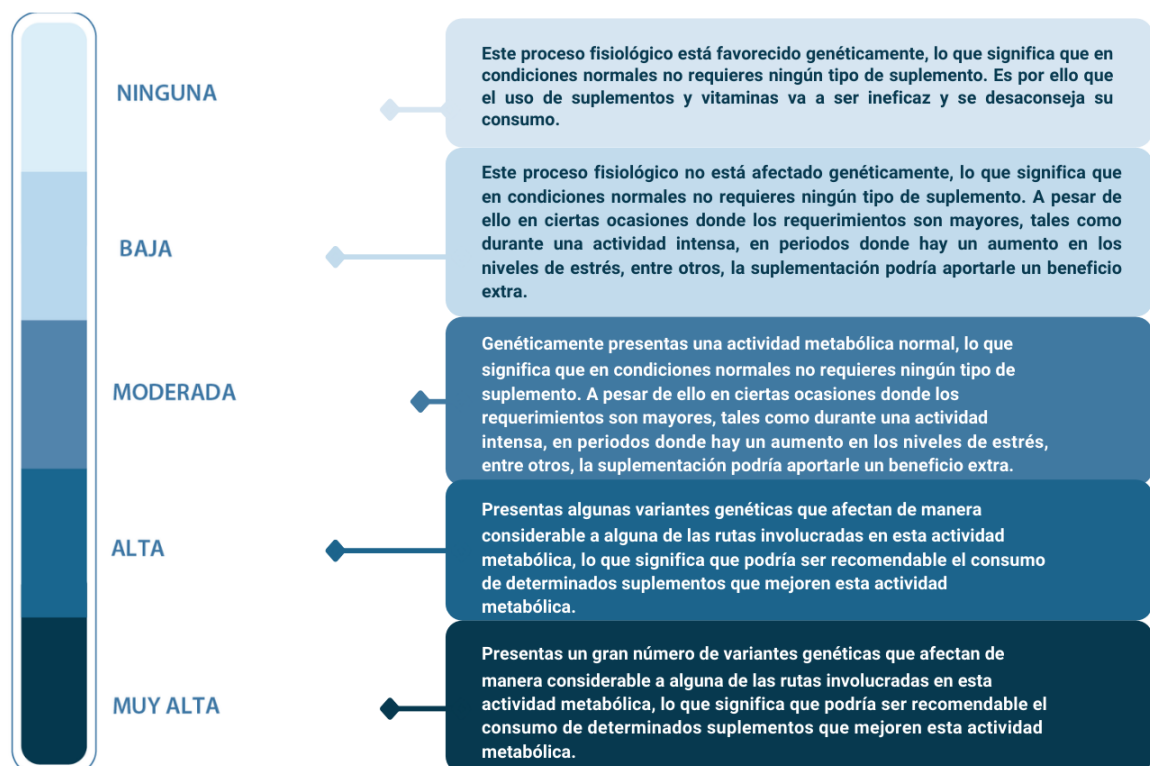 NINGUNA
Este proceso fisiológico está favorecido genéticamente, lo que significa que en
condiciones normales no requieres ningún tipo de suplemento. Es por ello que
el uso de suplementos y vitaminas va a ser ineficaz y se desaconseja su
consumo.
BAJA
Este proceso fisiológico no está afectado genéticamente, lo que significa que
en condiciones normales no requieres ningún tipo de suplemento. A pesar de
ello en ciertas ocasiones donde los requerimientos son mayores, tales como
durante una actividad intensa, en periodos donde hay un aumento en los
niveles de estrés, entre otros, la suplementación podría aportarle un beneficio
extra.
MODERADA
Genéticamente presentas una actividad metabólica normal, lo que
significa que en condiciones normales no requieres ningún tipo de
suplemento. A pesar de ello en ciertas ocasiones donde los
requerimientos son mayores, tales como durante una actividad
intensa, en periodos donde hay un aumento en los niveles de estrés,
entre otros, la suplementación podría aportarle un beneficio extra.
ALTA
Presentas algunas variantes genéticas que afectan de manera
considerable a alguna de las rutas involucradas en esta actividad
metabólica, lo que significa que podría ser recomendable el consumo
de determinados suplementos que mejoren esta actividad
metabólica.
MUY ALTA
Presentas un gran número de variantes genéticas que afectan de
manera considerable a alguna de las rutas involucradas en esta
actividad metabólica, lo que significa que podría ser recomendable el
consumo de determinados suplementos que mejoren esta actividad
metabólica.